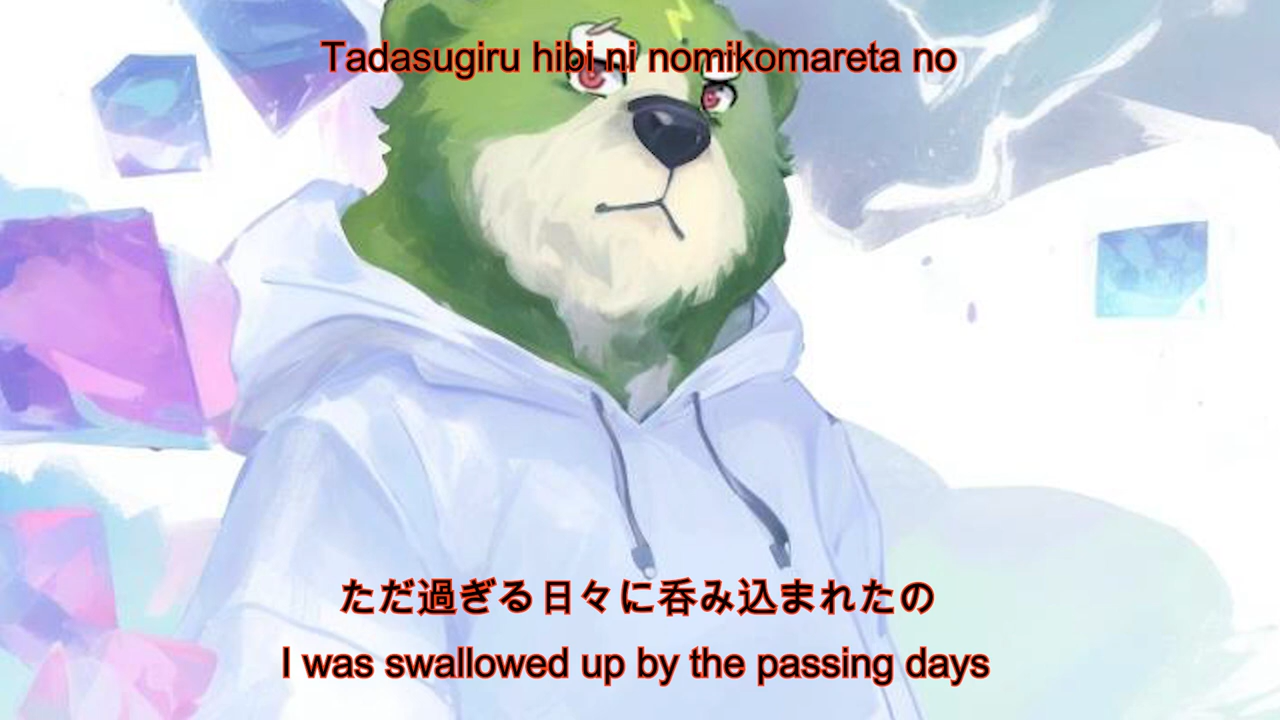 Tadasugiru hibi ni nomikomareta no
ただ過ぎる日々に呑み込まれたの
I was swallowed up by the passing days